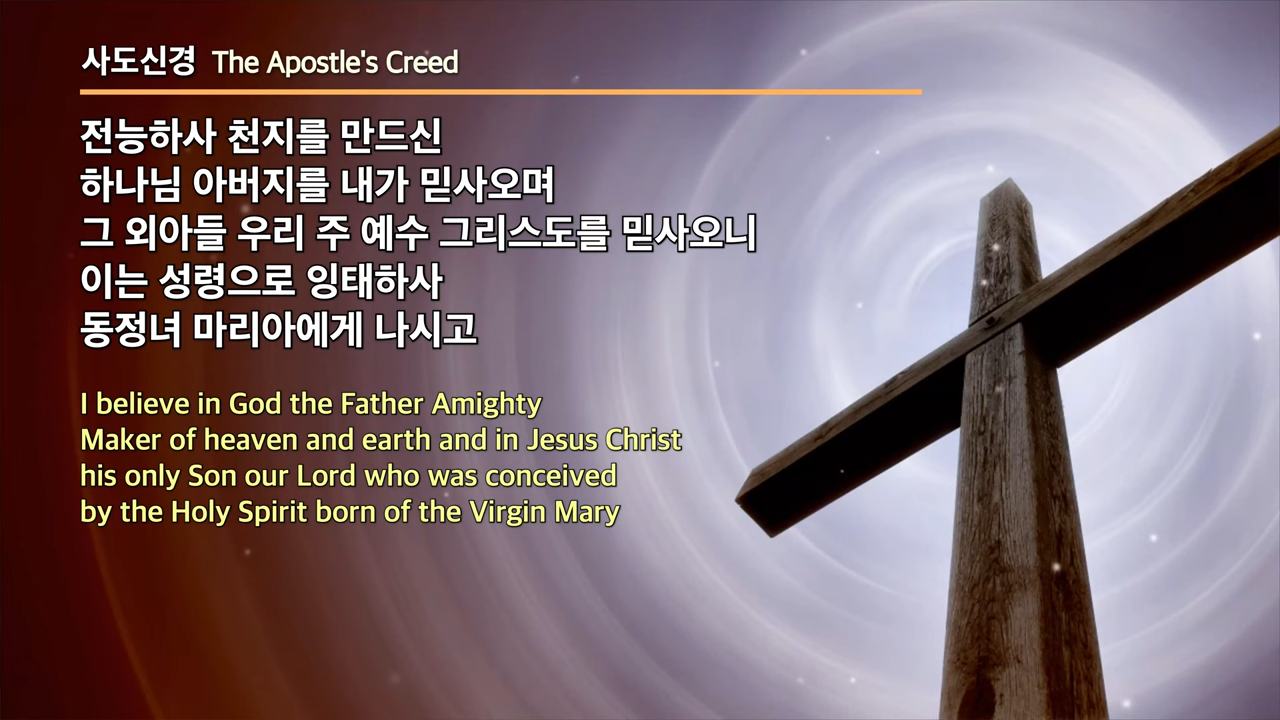 사도신경 The Apostle's Creed
전능하사 천지를 만드신
하나님 아버지를 내가 믿사오며
그 외아들 우리 주 예수 그리스도를 믿사오니
이는 성령으로 잉태하사
동정녀 마리아에게 나시고
I believe in God the Father Amighty
Maker of heaven and earth and in Jesus Christ
his only Son our Lord who was conceived
by the Holy Spirit born of the Virgin Mary